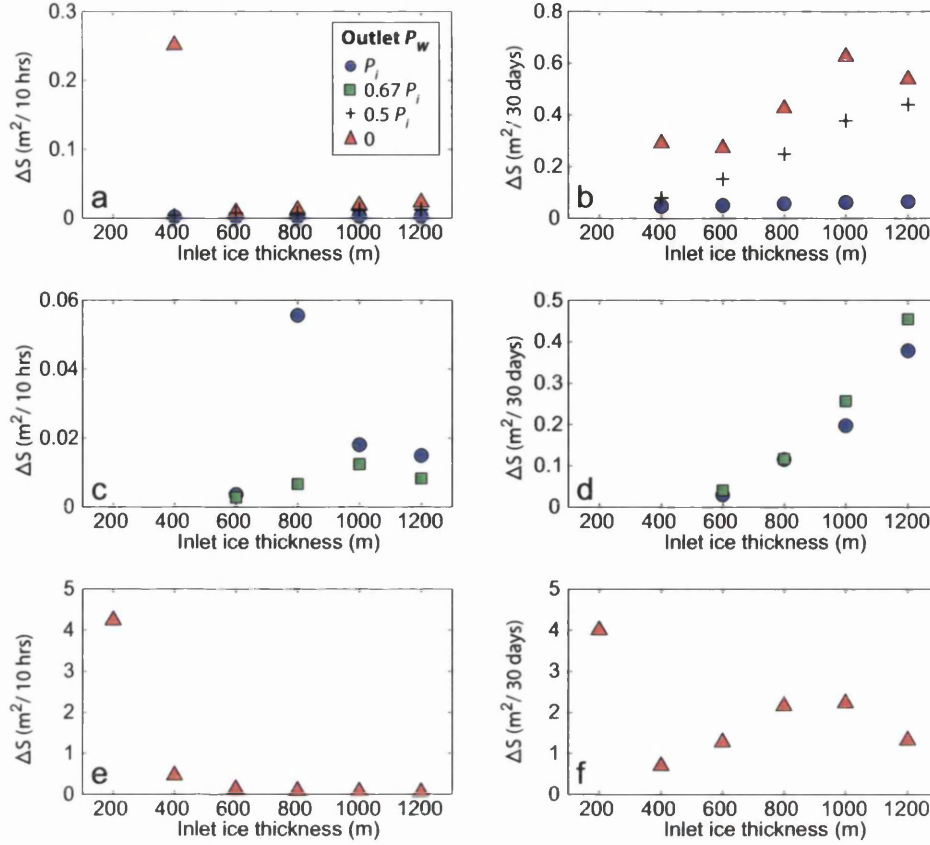 0.3
0.2
0.1
0
ΔS (m²/ 10 hrs)
Outlet P_w
P_i
0.67 P_i
0.5 P_i
0
a
200 400 600 800 1000 1200
Inlet ice thickness (m)
0.8
0.6
0.4
0.2
0
ΔS (m²/ 30 days)
b
200 400 600 800 1000 1200
Inlet ice thickness (m)
0.06
0.04
0.02
0
ΔS (m²/ 10 hrs)
c
200 400 600 800 1000 1200
Inlet ice thickness (m)
0.5
0.4
0.3
0.2
0.1
0
ΔS (m²/ 30 days)
d
200 400 600 800 1000 1200
Inlet ice thickness (m)
5
4
3
2
1
0
ΔS (m²/ 10 hrs)
e
200 400 600 800 1000 1200
Inlet ice thickness (m)
5
4
3
2
1
0
ΔS (m²/ 30 days)
f
200 400 600 800 1000 1200
Inlet ice thickness (m)